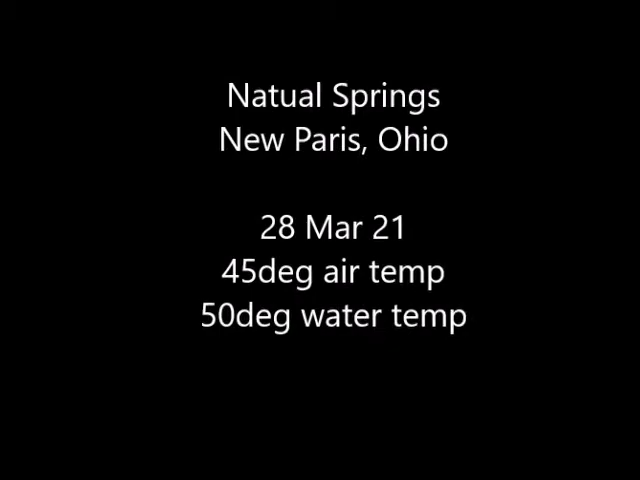 Natual Springs
New Paris, Ohio
28 Mar 21
45deg air temp
50deg water temp